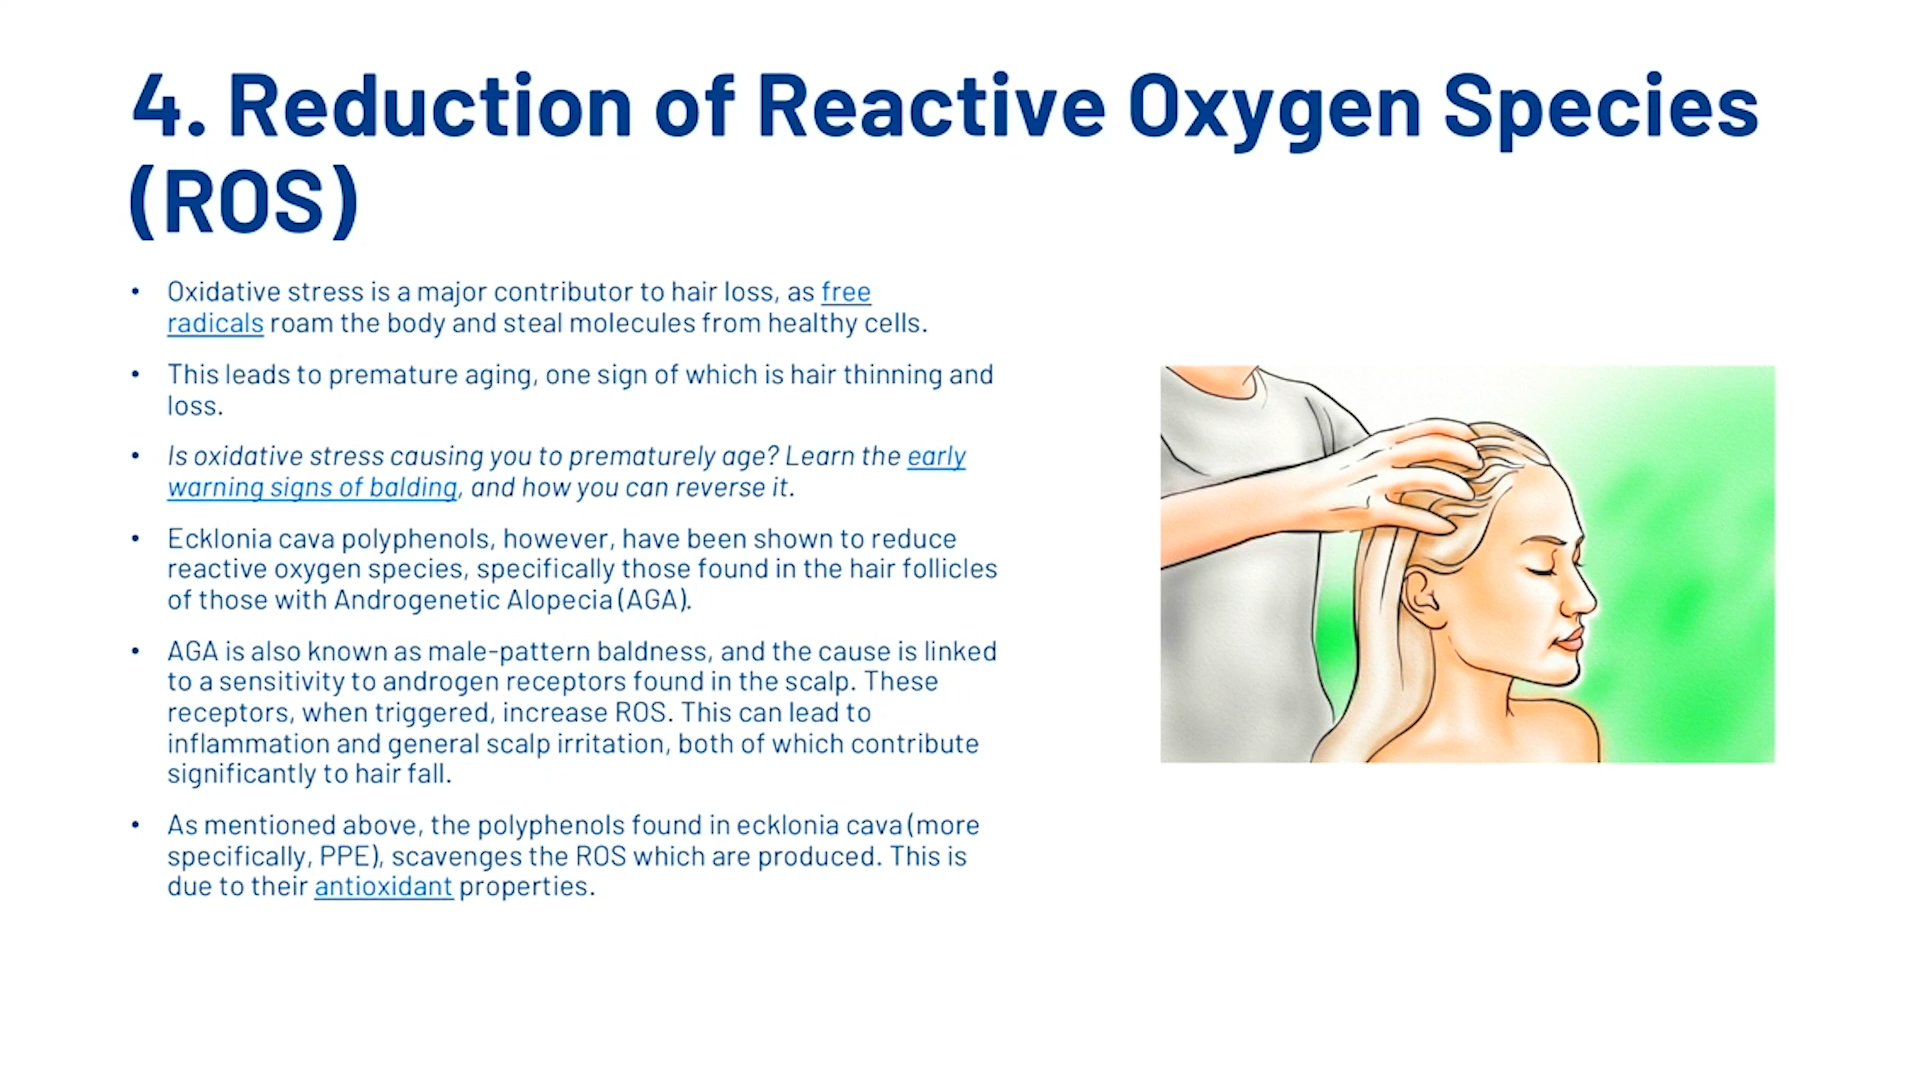 4. Reduction of Reactive Oxygen Species
(ROS)
• Oxidative stress is a major contributor to hair loss, as free
radicals roam the body and steal molecules from healthy cells.
• This leads to premature aging, one sign of which is hair thinning and
loss.
• Is oxidative stress causing you to prematurely age? Learn the early
warning signs of balding, and how you can reverse it.
• Ecklonia cava polyphenols, however, have been shown to reduce
reactive oxygen species, specifically those found in the hair follicles
of those with Androgenetic Alopecia (AGA).
• AGA is also known as male-pattern baldness, and the cause is linked
to a sensitivity to androgen receptors found in the scalp. These
receptors, when triggered, increase ROS. This can lead to
inflammation and general scalp irritation, both of which contribute
significantly to hair fall.
• As mentioned above, the polyphenols found in ecklonia cava (more
specifically, PPE), scavenges the ROS which are produced. This is
due to their antioxidant properties.